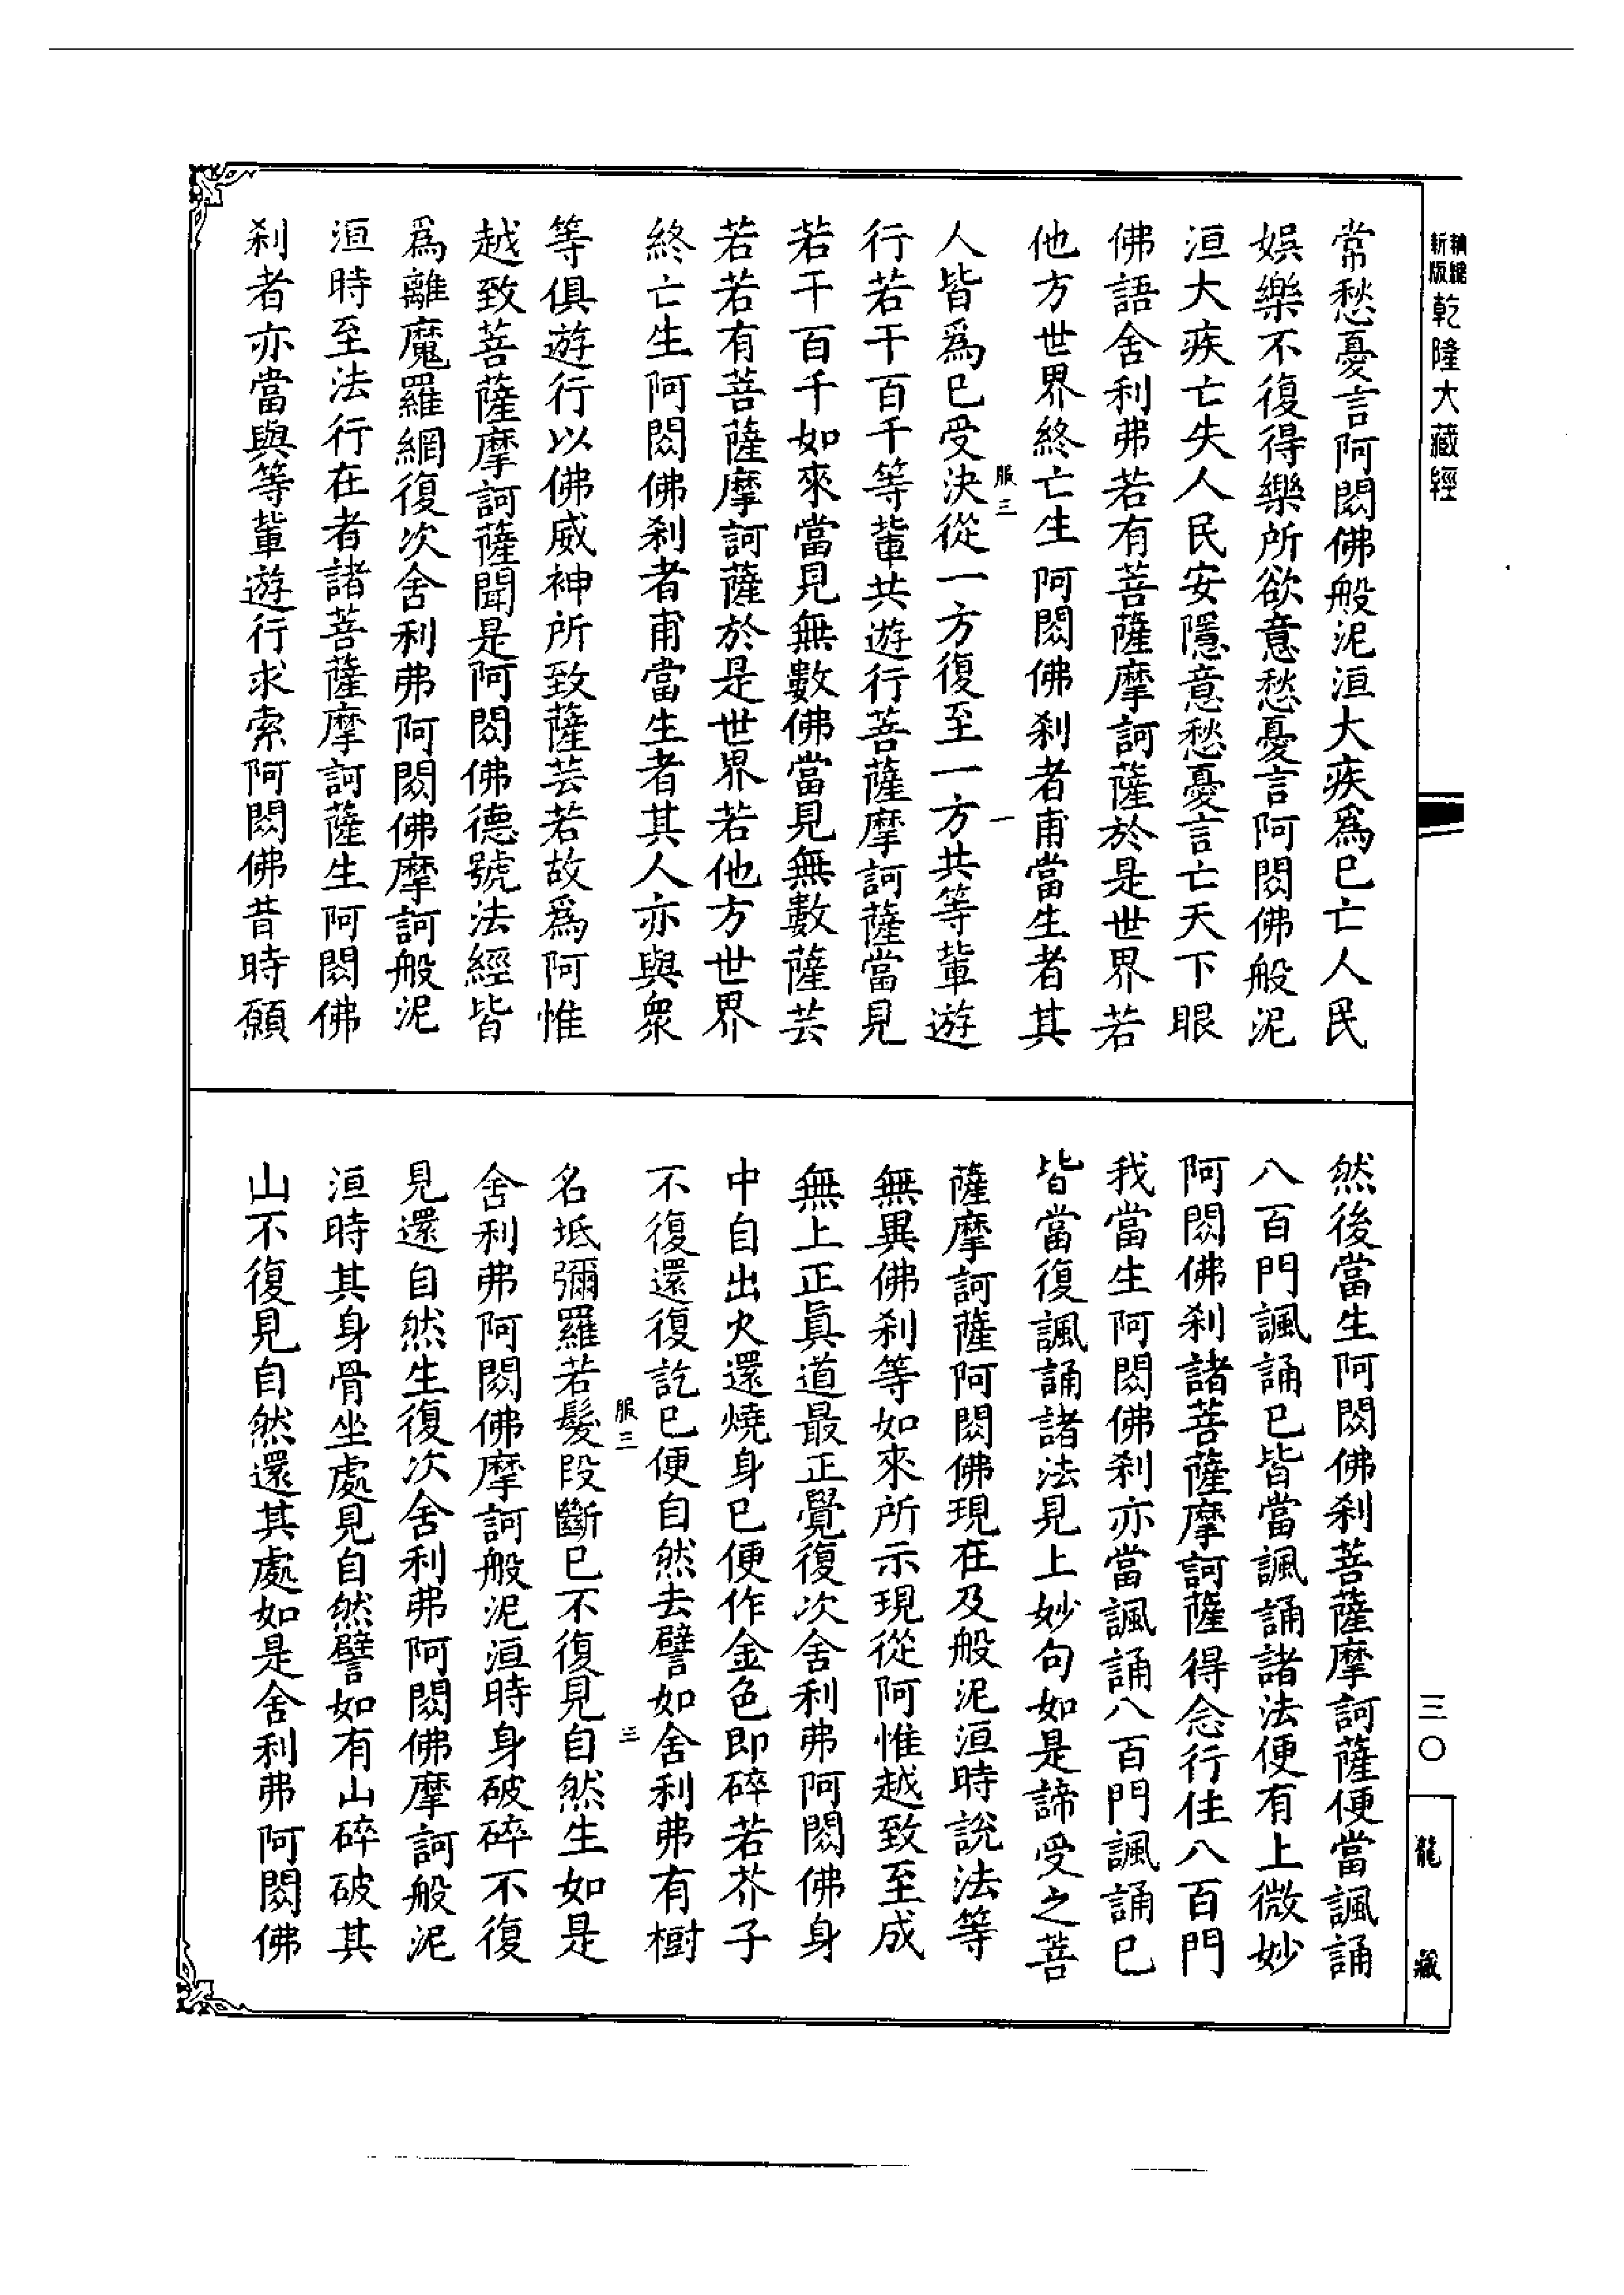 新版
精縮
乾隆大藏經
常愁憂言阿閦佛般泥洹大疾為已亡人民
娛樂不復得樂所欲意愁憂言阿閦佛般泥
洹大疾亡失人民安隱意愁憂言亡天下眼
佛語舍利弗若有菩薩摩訶薩於是世界若
他方世界終亡生阿閦佛剎者甫當生者其
服三
一
人皆為已受決從一方復至一方共等輩遊
行若干百千等輩共遊行菩薩摩訶薩當見
若干百千如來當見無數佛當見無數薩芸
若若有菩薩摩訶薩於是世界若他方世界
終亡生阿閦佛剎者甫當生者其人亦與眾
等俱遊行以佛威神所致薩芸若故為阿惟
越致菩薩摩訶薩聞是阿閦佛德號法經皆
為離魔羅網復次舍利弗阿閦佛摩訶般泥
洹時至法行在者諸菩薩摩訶薩生阿閦佛
剎者亦當與等輩遊行求索阿閦佛昔時願
然後當生阿閦佛剎菩薩摩訶薩便當諷誦
八百門諷誦已皆當諷誦諸法便有上微妙
阿閦佛剎諸菩薩摩訶薩得念行住八百門
我當生阿閦佛剎亦當諷誦八百門諷誦已
皆當復諷誦諸法見上妙句如是諦受之菩
薩摩訶薩阿閦佛現在及般泥洹時說法等
無異佛剎等如來所示現從阿惟越致至成
無上正真道最正覺復次舍利弗阿閦佛身
中自出火還燒身已便作金色即碎若芥子
不復還復訖已便自然去譬如舍利弗有樹
服三
三
名坻彌羅若髮段斷已不復見自然生如是
舍利弗阿閦佛摩訶般泥洹時身破碎不復
見還自然生復次舍利弗阿閦佛摩訶般泥
洹時其身骨坐處見自然譬如有山碎破其
山不復見自然還其處如是舍利弗阿閦佛
三〇
龍藏